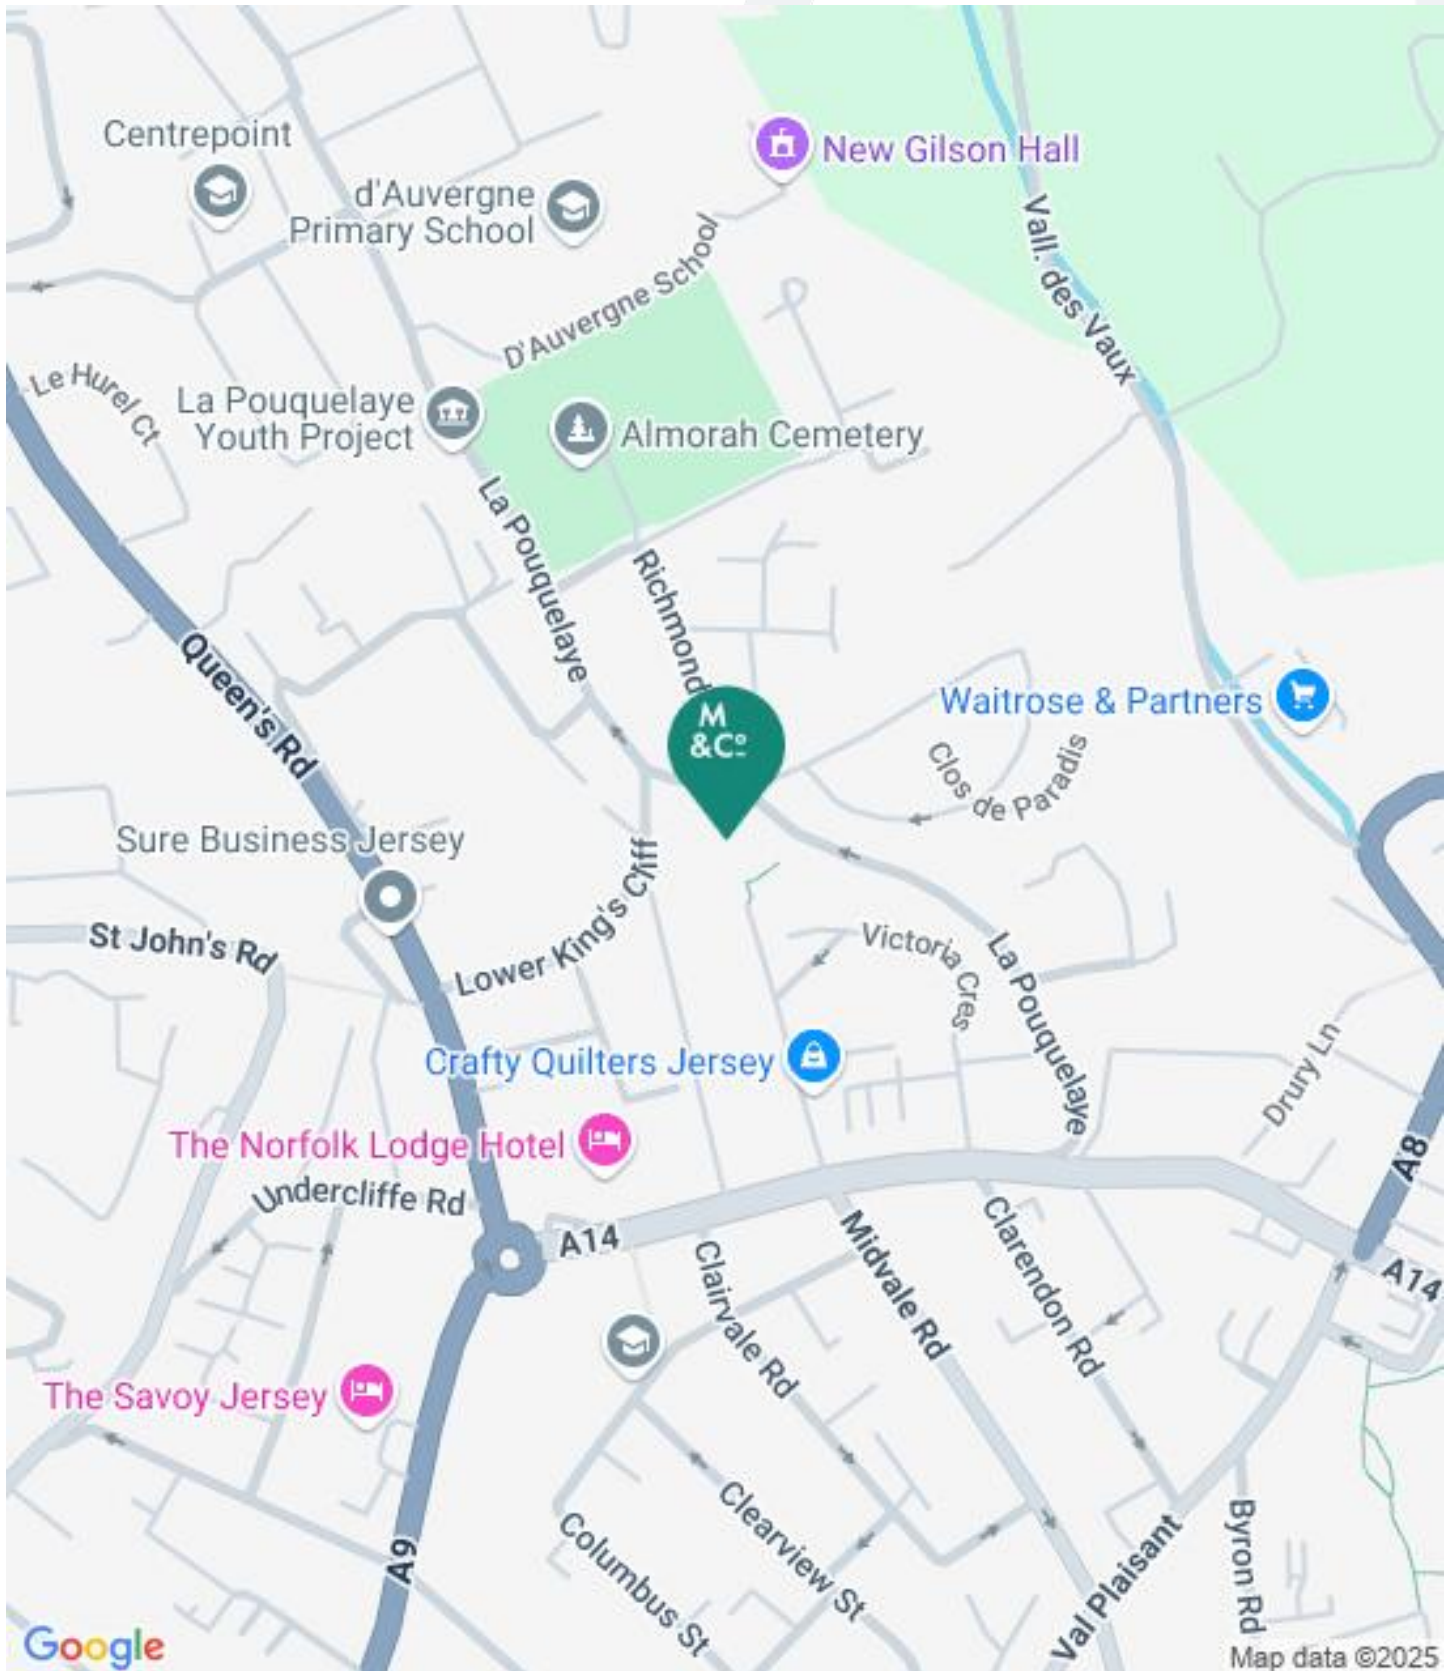 Centrepoint
New Gilson Hall
d'Auvergne
Primary School
D'Auvergne School
Vall. des Vaux
Le Hurel Ct
La Pouquelaye
Youth Project
Almorah Cemetery
La Pouquelaye
Richmond
Queen's Rd
M
&Cº
Waitrose & Partners
Clos de Paradis
Sure Business Jersey
St John's Rd
Lower King's Cliff
Victoria Cres
La Pouquelaye
Crafty Quilters Jersey
Drury Ln
The Norfolk Lodge Hotel
Undercliffe Rd
A14
A8
Clairvale Rd
Midvale Rd
Clarendon Rd
A14
The Savoy Jersey
A9
Columbus St
Clearview St
Val Plaisant
Byron Rd
Google
Map data ©2025